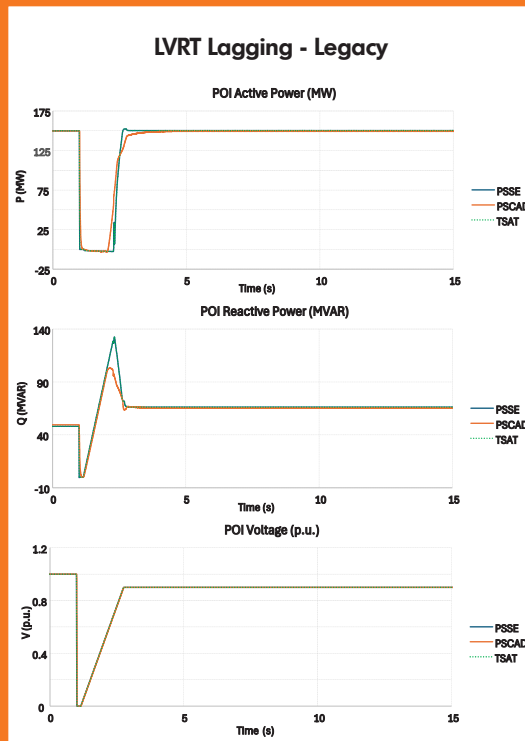 LVRT Lagging - Legacy
POI Active Power (MW)
175
125
75
25
-25
P (MW)
0 5 10 15
Time (s)
PSSE
PSCAD
TSAT
POI Reactive Power (MVAR)
140
90
40
-10
Q (MVAR)
0 5 10 15
Time (s)
PSSE
PSCAD
TSAT
POI Voltage (p.u.)
1.2
0.8
0.4
0
V (p.u.)
0 5 10 15
Time (s)
PSSE
PSCAD
TSAT